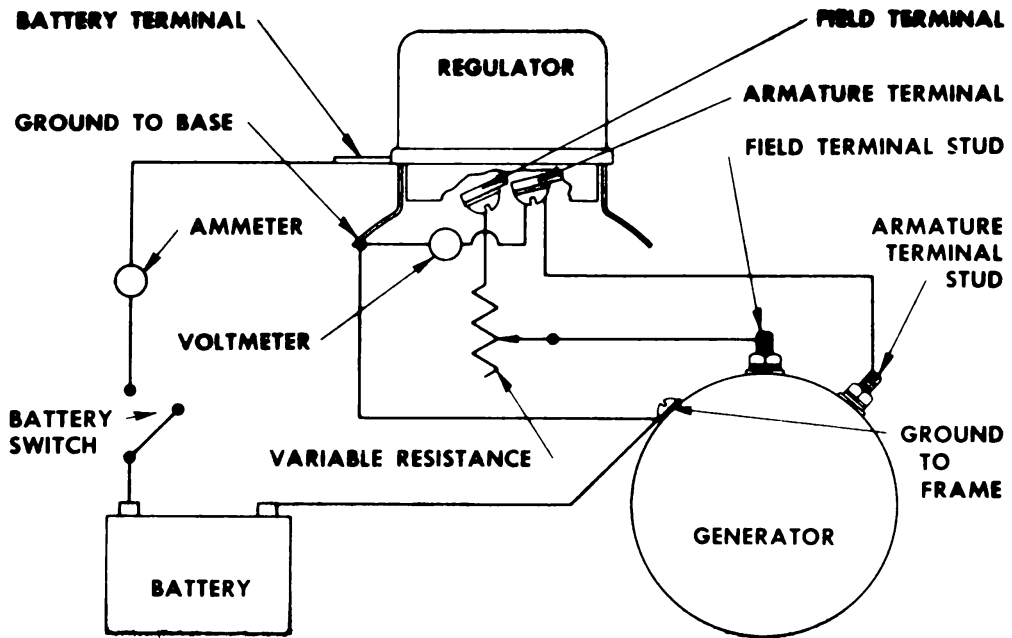 BATTERY TERMINAL
FIELD TERMINAL
REGULATOR
ARMATURE TERMINAL
GROUND TO BASE
FIELD TERMINAL STUD
AMMETER
ARMATURE
TERMINAL
STUD
VOLTMETER
BATTERY
SWITCH
VARIABLE RESISTANCE
GROUND
TO
FRAME
GENERATOR
BATTERY